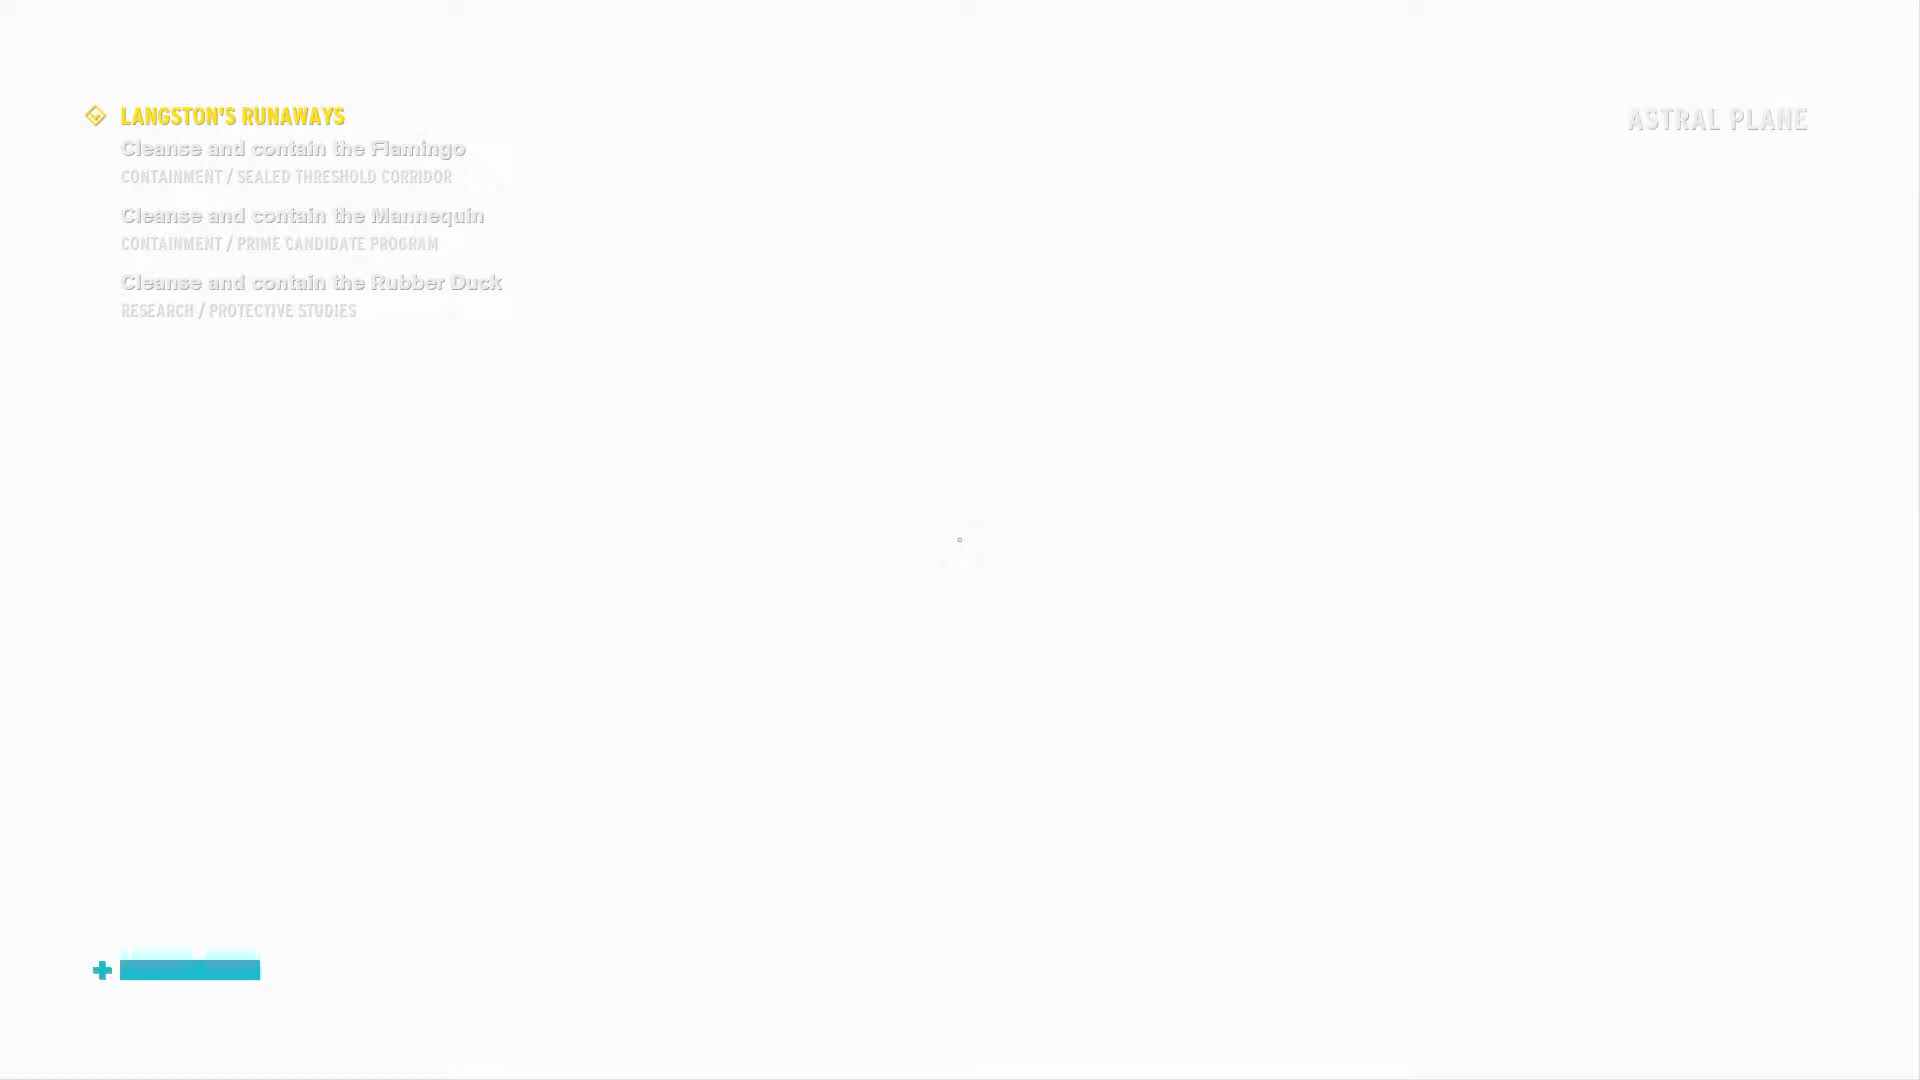 LANGSTON'S RUNAWAYS
Cleanse and contain the Flamingo
CONTAINMENT / SEALED THRESHOLD CORRIDOR
Cleanse and contain the Mannequin
CONTAINMENT / PRIME CANDIDATE PROGRAM
Cleanse and contain the Rubber Duck
RESEARCH / PROTECTIVE STUDIES
ASTRAL PLANE